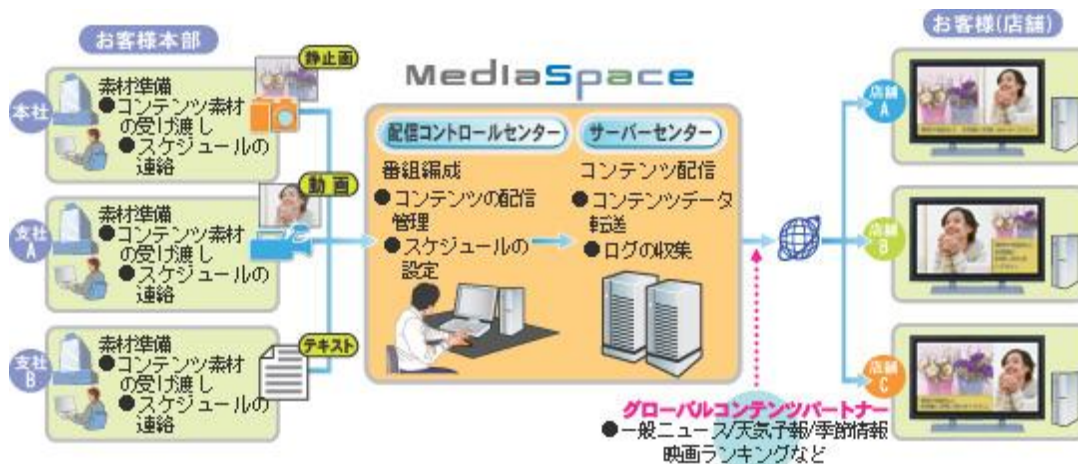 お客様本部
本社
素材準備
●コンテンツ素材
の受け渡し
●スケジュールの
連絡
静止画
支社
A
素材準備
●コンテンツ素材
の受け渡し
●スケジュールの
連絡
動画
支社
B
素材準備
●コンテンツ素材
の受け渡し
●スケジュールの
連絡
テキスト
MediaSpace
配信コントロールセンター
番組編成
●コンテンツの配信
管理
●スケジュールの
設定
サーバーセンター
コンテンツ配信
●コンテンツデータ
転送
●ログの収集
グローバルコンテンツパートナー
●一般ニュース/天気予報/季節情報
映画ランキングなど
お客様(店舗)
店舗
A
店舗
B
店舗
C